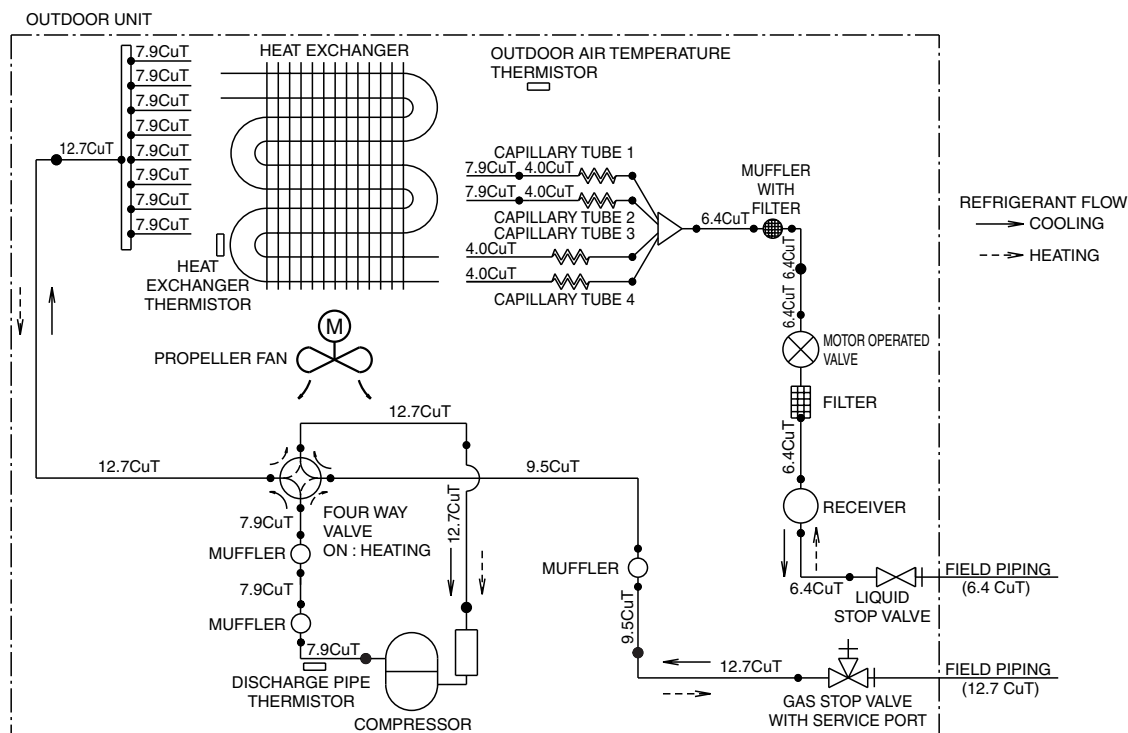 OUTDOOR UNIT
7.9CuT
7.9CuT
7.9CuT
7.9CuT
7.9CuT
7.9CuT
7.9CuT
7.9CuT
12.7CuT
HEAT EXCHANGER
OUTDOOR AIR TEMPERATURE
THERMISTOR
HEAT
EXCHANGER
THERMISTOR
CAPILLARY TUBE 1
7.9CuT 4.0CuT
7.9CuT 4.0CuT
CAPILLARY TUBE 2
CAPILLARY TUBE 3
4.0CuT
4.0CuT
CAPILLARY TUBE 4
6.4CuT
MUFFLER
WITH
FILTER
6.4CuT
6.4CuT
REFRIGERANT FLOW
COOLING
HEATING
MOTOR OPERATED
VALVE
FILTER
6.4CuT
RECEIVER
6.4CuT
LIQUID
STOP VALVE
FIELD PIPING
(6.4 CuT)
M
PROPELLER FAN
12.7CuT
12.7CuT
9.5CuT
12.7CuT
FOUR WAY
VALVE
ON : HEATING
7.9CuT
MUFFLER
7.9CuT
MUFFLER
7.9CuT
DISCHARGE PIPE
THERMISTOR
COMPRESSOR
MUFFLER
9.5CuT
12.7CuT
GAS STOP VALVE
WITH SERVICE PORT
FIELD PIPING
(12.7 CuT)